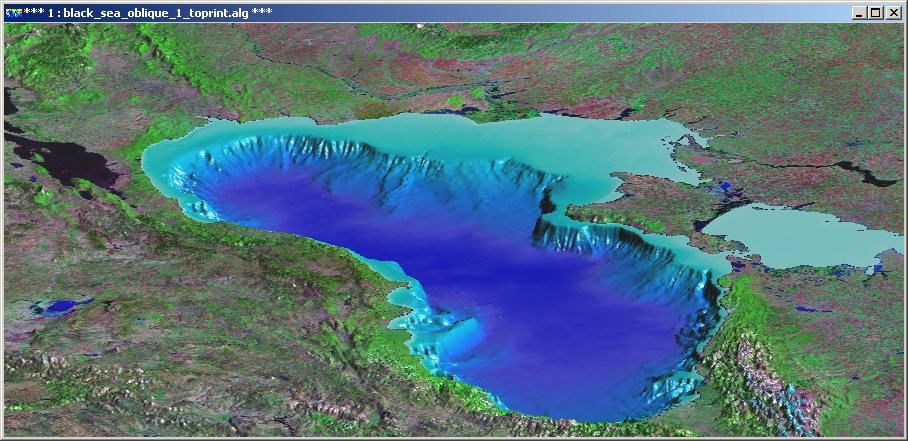 *** 1 : black_sea_oblique_1_toprint.alg ***